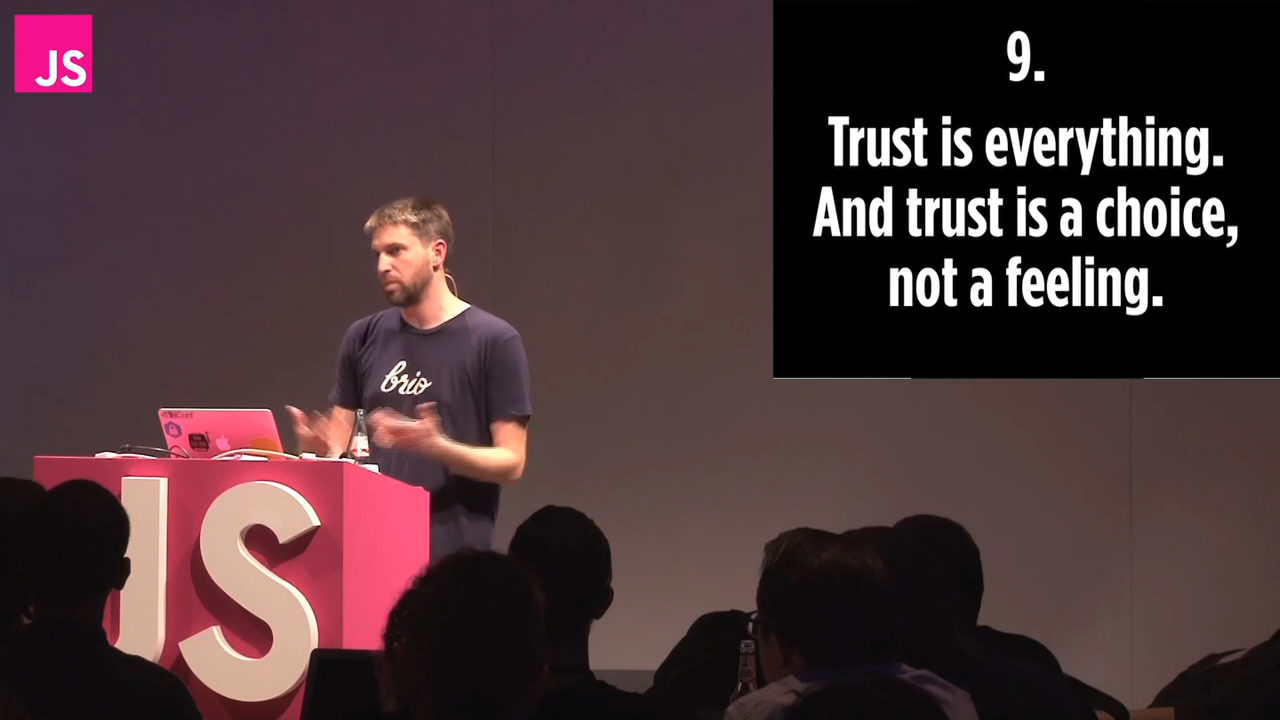 JS
9.
Trust is everything.
And trust is a choice,
not a feeling.
brio
JS